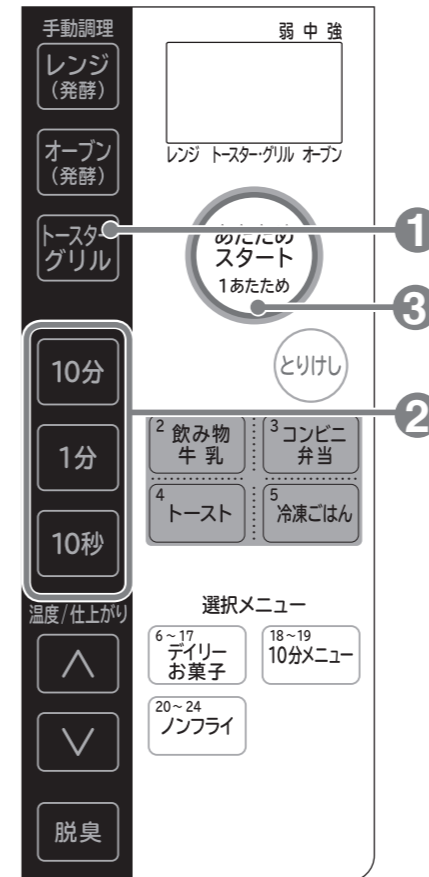 手動調理
レンジ
(発酵)
オーブン
(発酵)
トースター
グリル
10分
1分
10秒
温度/仕上がり
脱臭
弱 中 強
レンジ トースター・グリル オーブン
あたため
スタート
1あたため
とりけし
2 飲み物
牛乳
3 コンビニ
弁当
4
トースト
5
冷凍ごはん
選択メニュー
6~17
デイリー
お菓子
18~19
10分メニュー
20~24
ノンフライ
1
3
2